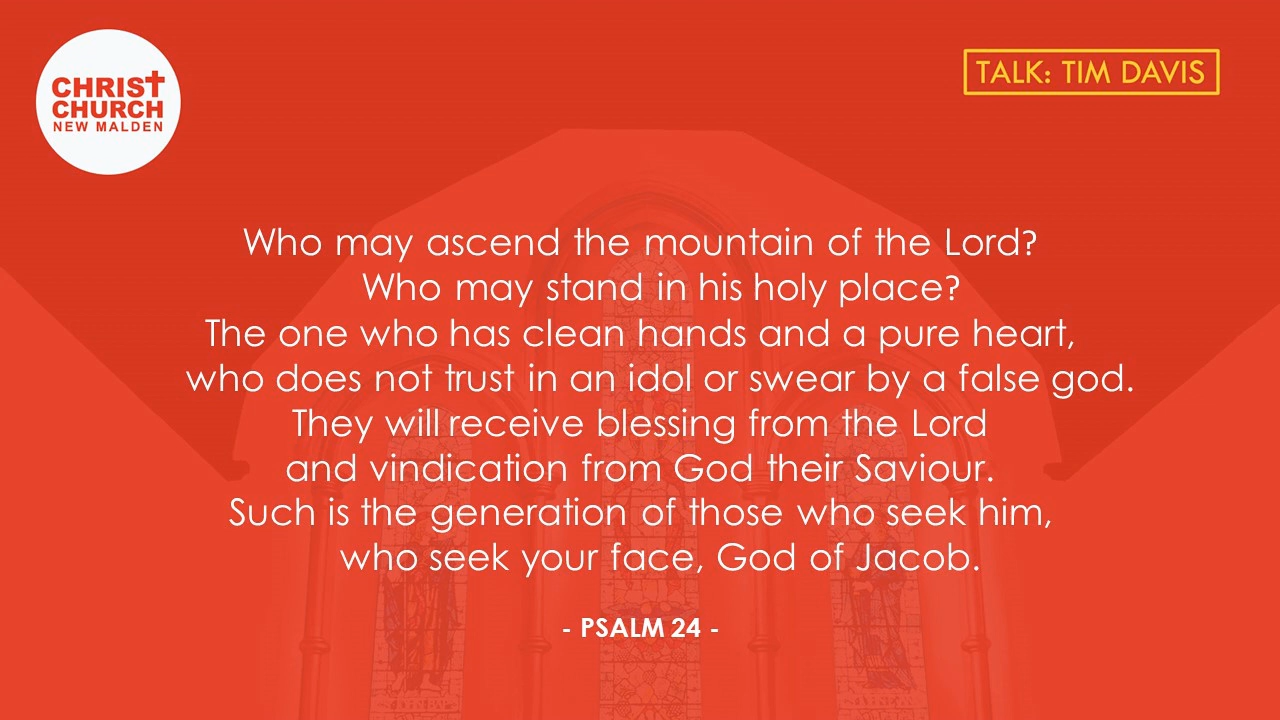 CHRIST
CHURCH
NEW MALDEN
TALK: TIM DAVIS
Who may ascend the mountain of the Lord?
Who may stand in his holy place?
The one who has clean hands and a pure heart,
who does not trust in an idol or swear by a false god.
They will receive blessing from the Lord
and vindication from God their Saviour.
Such is the generation of those who seek him,
who seek your face, God of Jacob.
- PSALM 24 -